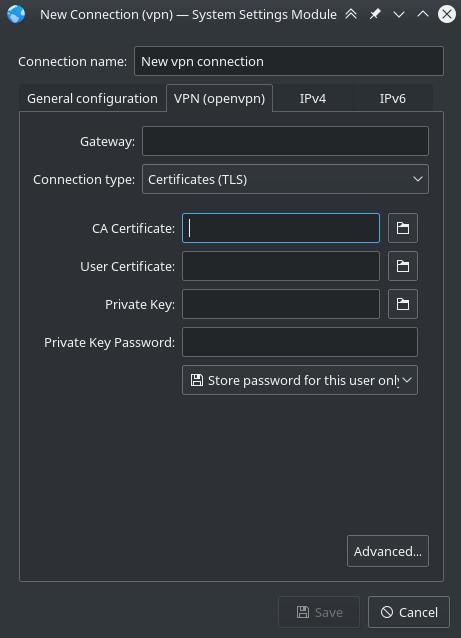 New Connection (vpn) — System Settings Module
Connection name: New vpn connection
General configuration VPN (openvpn) IPv4 IPv6
Gateway:
Connection type: Certificates (TLS)
CA Certificate:
User Certificate:
Private Key:
Private Key Password:
Store password for this user only
Advanced...
Save Cancel